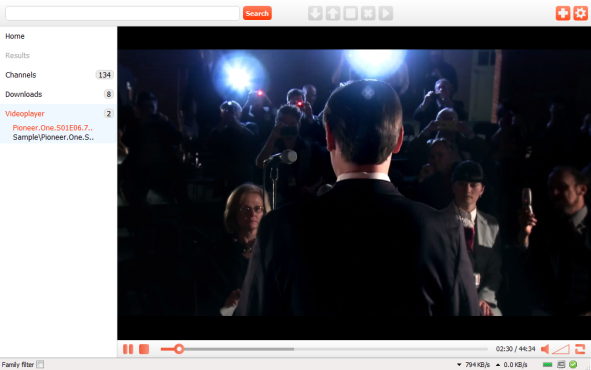 Search
Home
Results
Channels 134
Downloads 8
Videoplayer 2
Pioneer.One.S01E06.7..
Sample\Pioneer.One.S..
02:30 / 44:34
Family filter
794 KB/s 0.0 KB/s